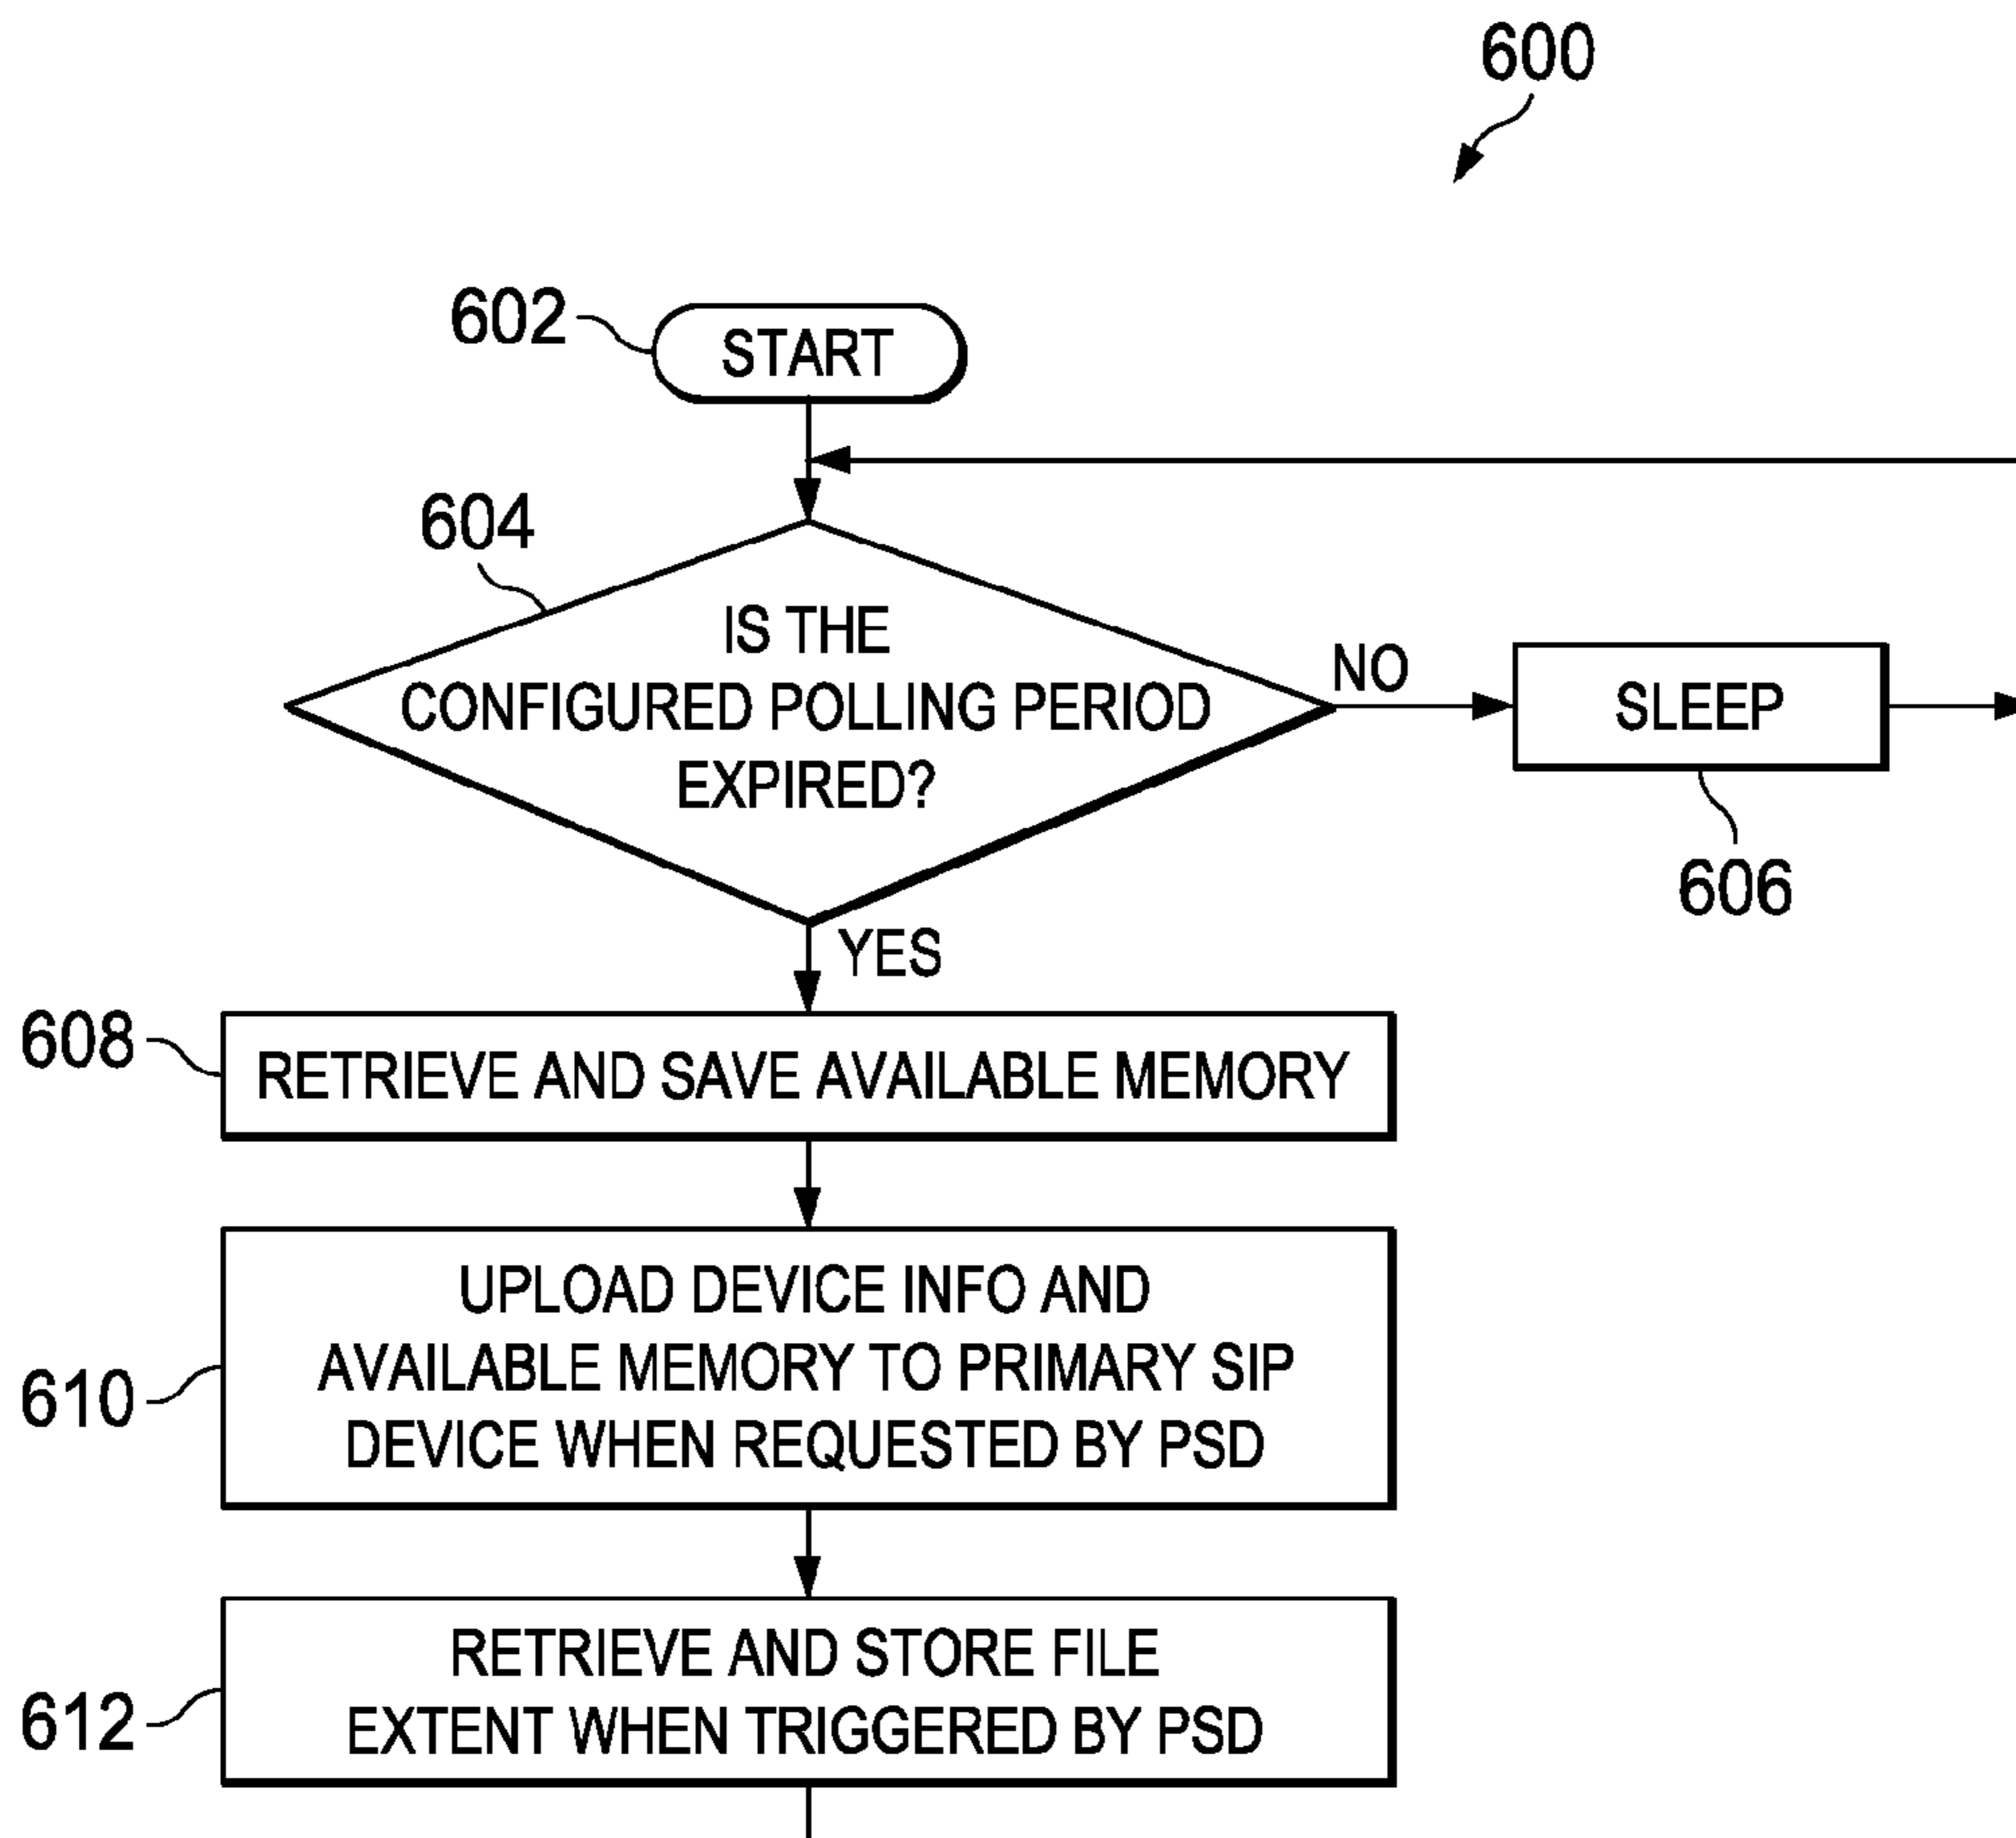 600
602
START
604
IS THE
CONFIGURED POLLING PERIOD
EXPIRED?
NO
SLEEP
606
YES
608
RETRIEVE AND SAVE AVAILABLE MEMORY
610
UPLOAD DEVICE INFO AND
AVAILABLE MEMORY TO PRIMARY SIP
DEVICE WHEN REQUESTED BY PSD
612
RETRIEVE AND STORE FILE
EXTENT WHEN TRIGGERED BY PSD